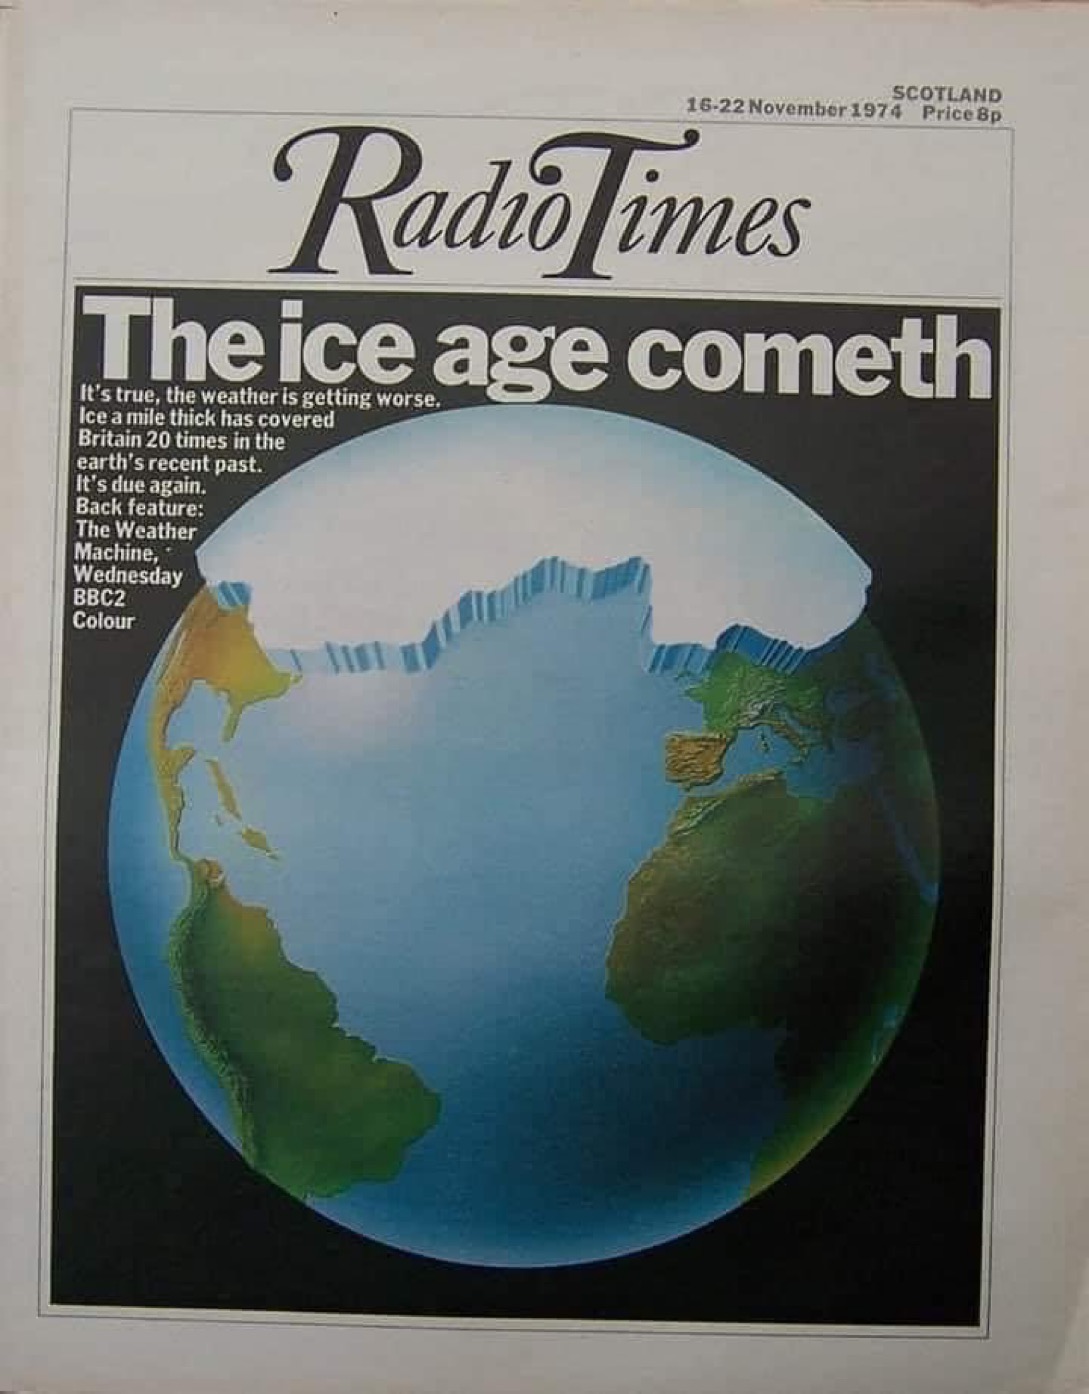 SCOTLAND
16-22 November 1974 Price 8p
Radio Times
The ice age cometh
It's true, the weather is getting worse.
Ice a mile thick has covered
Britain 20 times in the
earth's recent past.
It's due again.
Back feature:
The Weather
Machine,
Wednesday
BBC2
Colour